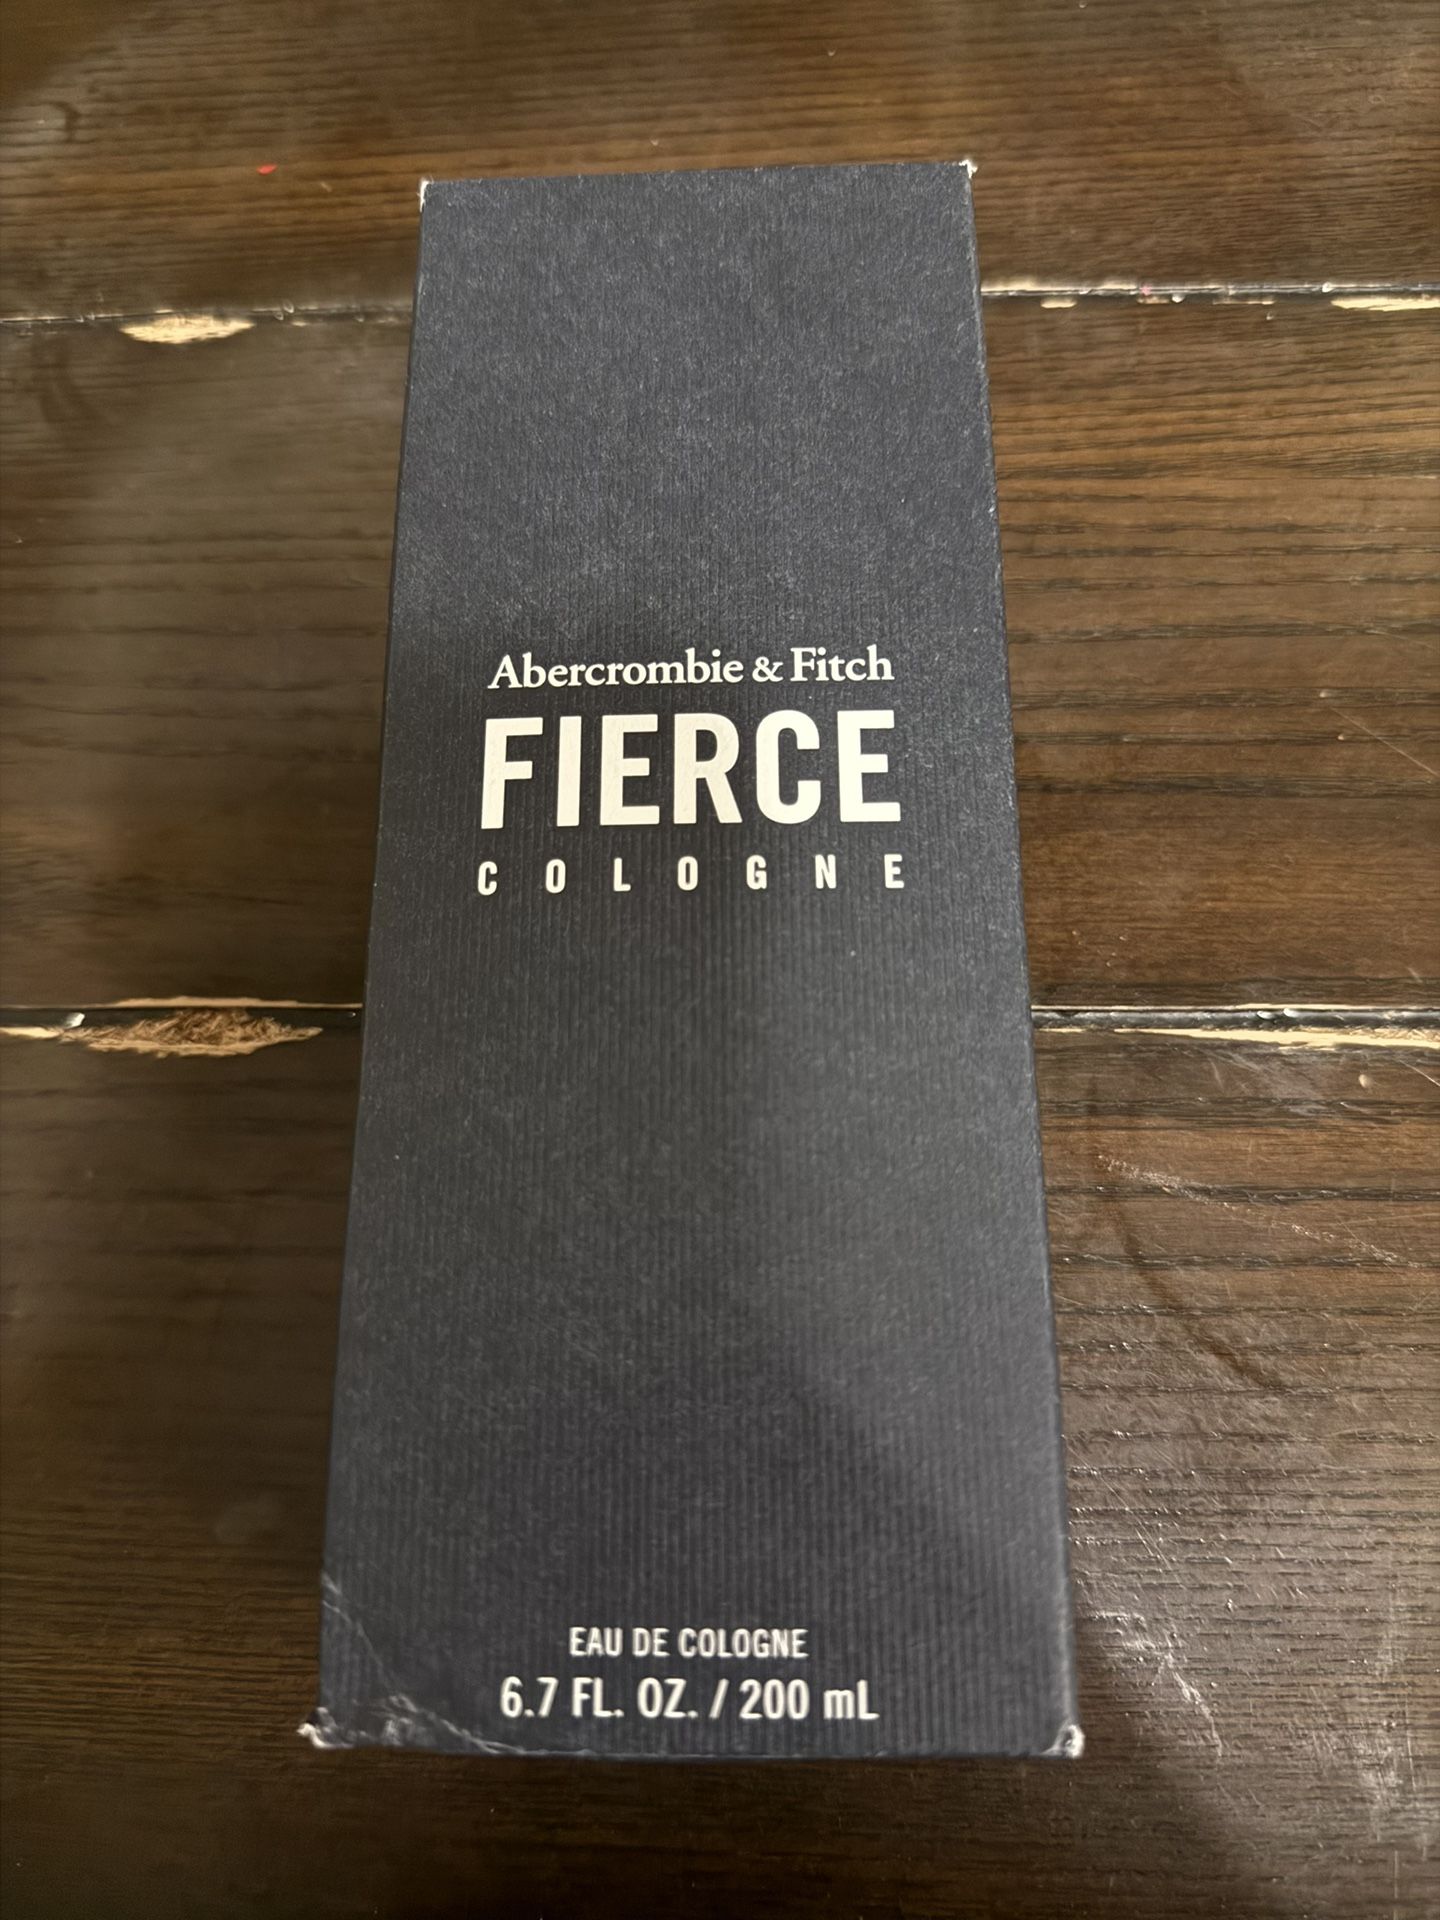 Abercrombie & Fitch
FIERCE
COLOGNE
EAU DE COLOGNE
6.7 FL. OZ. / 200 mL